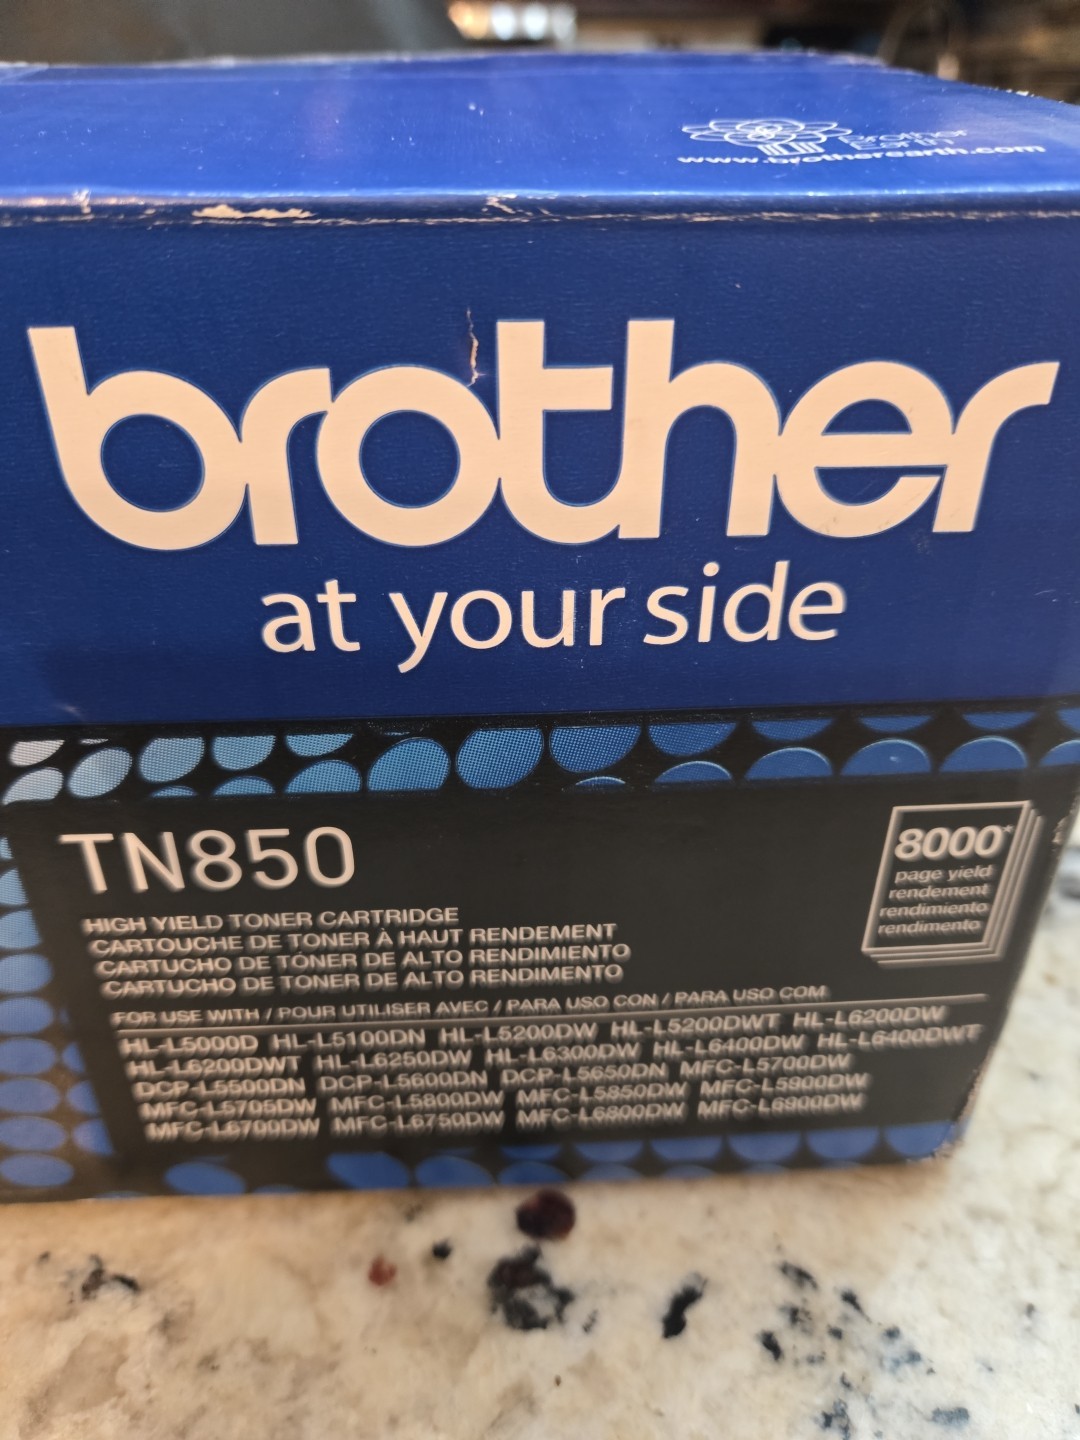 Brother
Earth
www.brotherearth.com
brother
at your side
TN850
HIGH YIELD TONER CARTRIDGE
CARTOUCHE DE TONER À HAUT RENDEMENT
CARTUCHO DE TÓNER DE ALTO RENDIMIENTO
CARTUCHO DE TONER DE ALTO RENDIMENTO
8000*
page yield
rendement
rendimiento
rendimento
FOR USE WITH / POUR UTILISER AVEC / PARA USO CON / PARA USO COM
HL-L5000D HL-L5100DN HL-L5200DW HL-L5200DWT HL-L6200DW
HL-L6200DWT HL-L6250DW HL-L6300DW HL-L6400DW HL-L6400DWT
DCP-L5500DN DCP-L5600DN DCP-L5650DN MFC-L5700DW
MFC-L5705DW MFC-L5800DW MFC-L5850DW MFC-L5900DW
MFC-L6700DW MFC-L6750DW MFC-L6800DW MFC-L6900DW